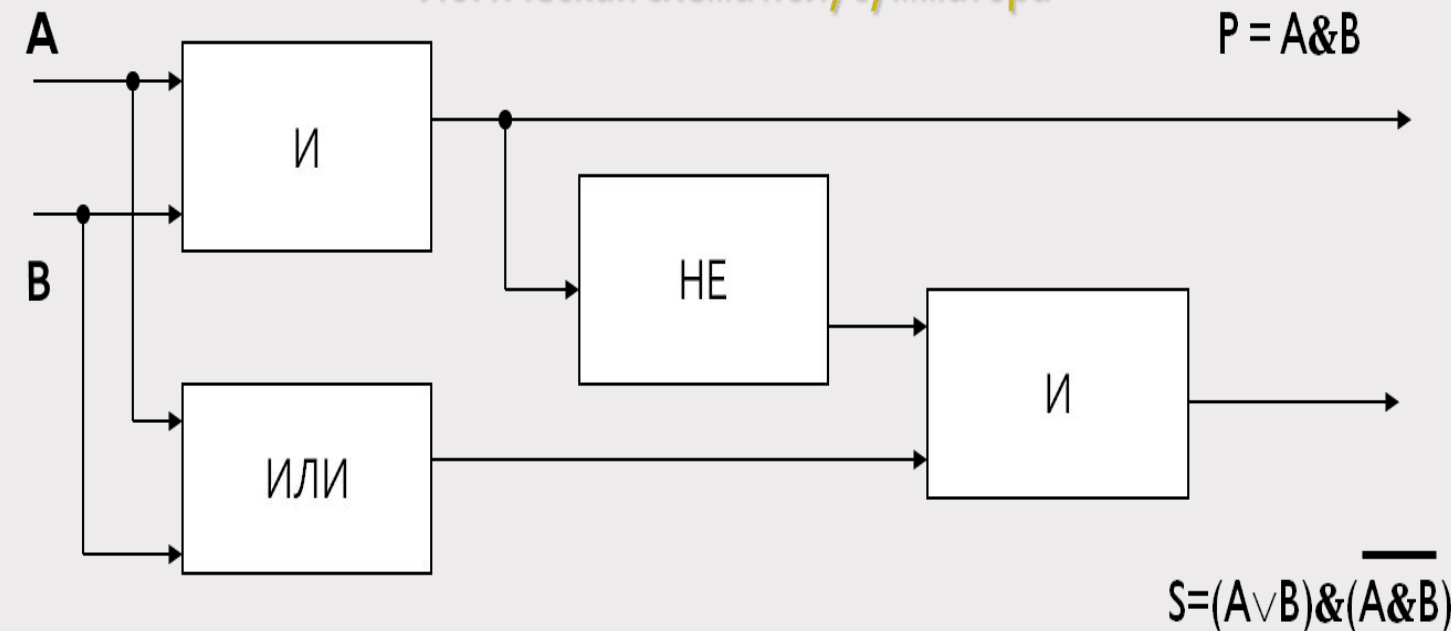 A
P = A&B
И
B
НЕ
И
ИЛИ
S=(A∨B)&(A&B)